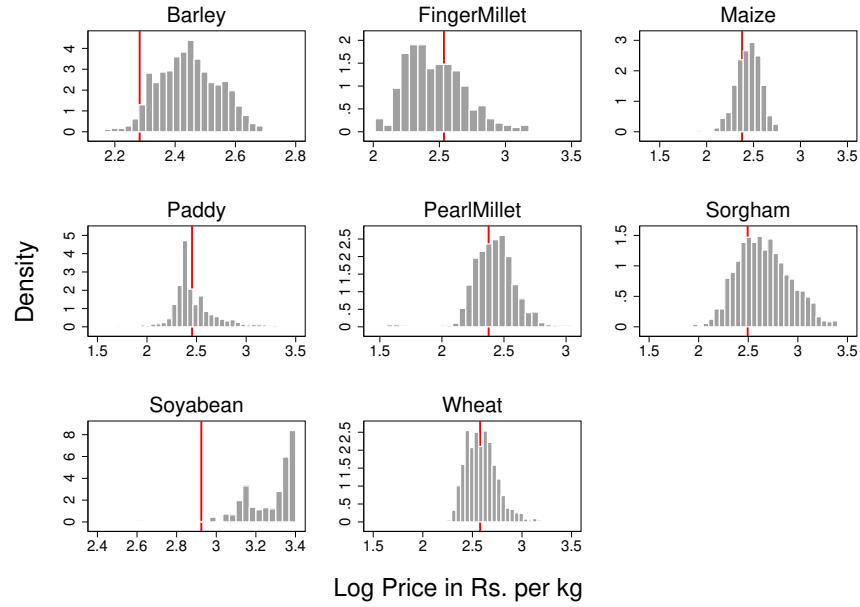 Barley FingerMillet Maize
0 1 2 3 4
2.2 2.4 2.6 2.8
0 .5 1 1.5 2
2 2.5 3 3.5
0 1 2 3
1.5 2 2.5 3 3.5
Paddy PearlMillet Sorgham
0 1 2 3 4 5
1.5 2 2.5 3 3.5
0 .5 1 1.5 2 2.5
1.5 2 2.5 3
0 .5 1 1.5
1.5 2 2.5 3 3.5
Density
Soyabean Wheat
0 2 4 6 8
2.4 2.6 2.8 3 3.2 3.4
0 .5 1 1.5 2 2.5
1.5 2 2.5 3 3.5
Log Price in Rs. per kg